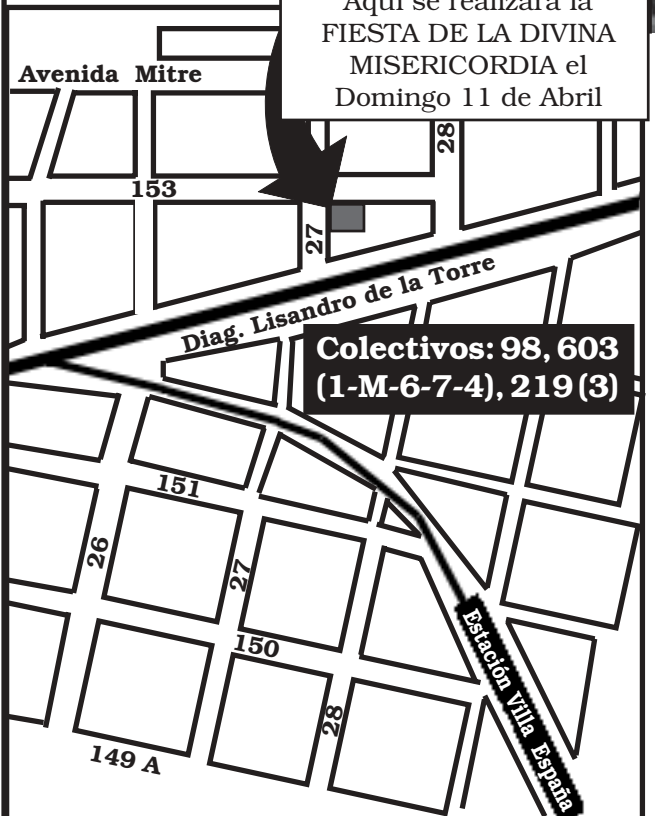 Aquí se realizará la
FIESTA DE LA DIVINA
MISERICORDIA el
Domingo 11 de Abril
Avenida Mitre
28
153
27
Diag. Lisandro de la Torre
Colectivos: 98, 603
(1-M-6-7-4), 219 (3)
151
26
27
150
Estación Villa España
28
149 A